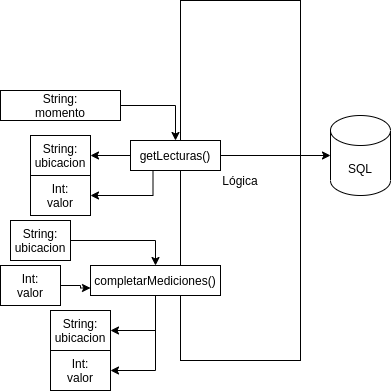 String:
momento
String:
ubicacion
getLecturas()
SQL
Int:
valor
Lógica
String:
ubicacion
Int:
valor
completarMediciones()
String:
ubicacion
Int:
valor